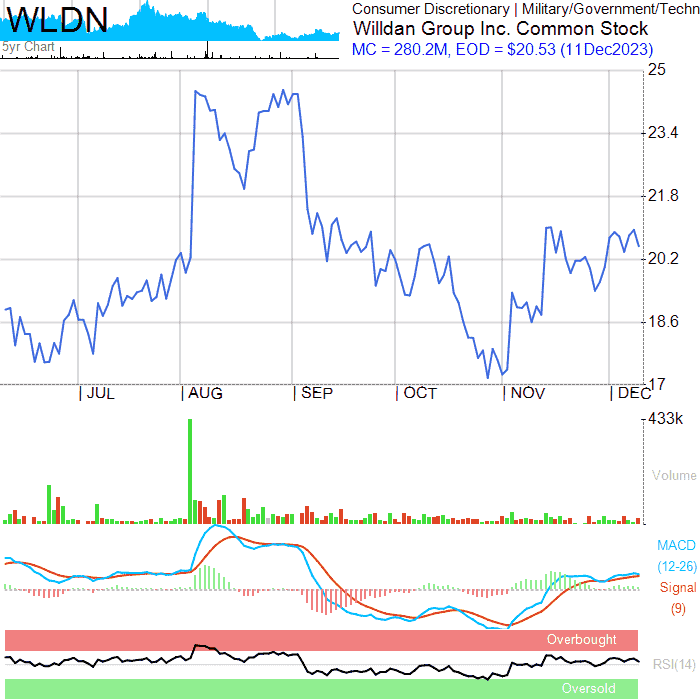 WLDN
5yr Chart
Consumer Discretionary | Military/Government/Techn
Willdan Group Inc. Common Stock
MC = 280.2M, EOD = $20.53 (11Dec2023)
25
23.4
21.8
20.2
18.6
17
| JUL
| AUG
| SEP
| OCT
| NOV
| DEC
433k
Volume
MACD
(12-26)
Signal
(9)
Overbought
RSI(14)
Oversold